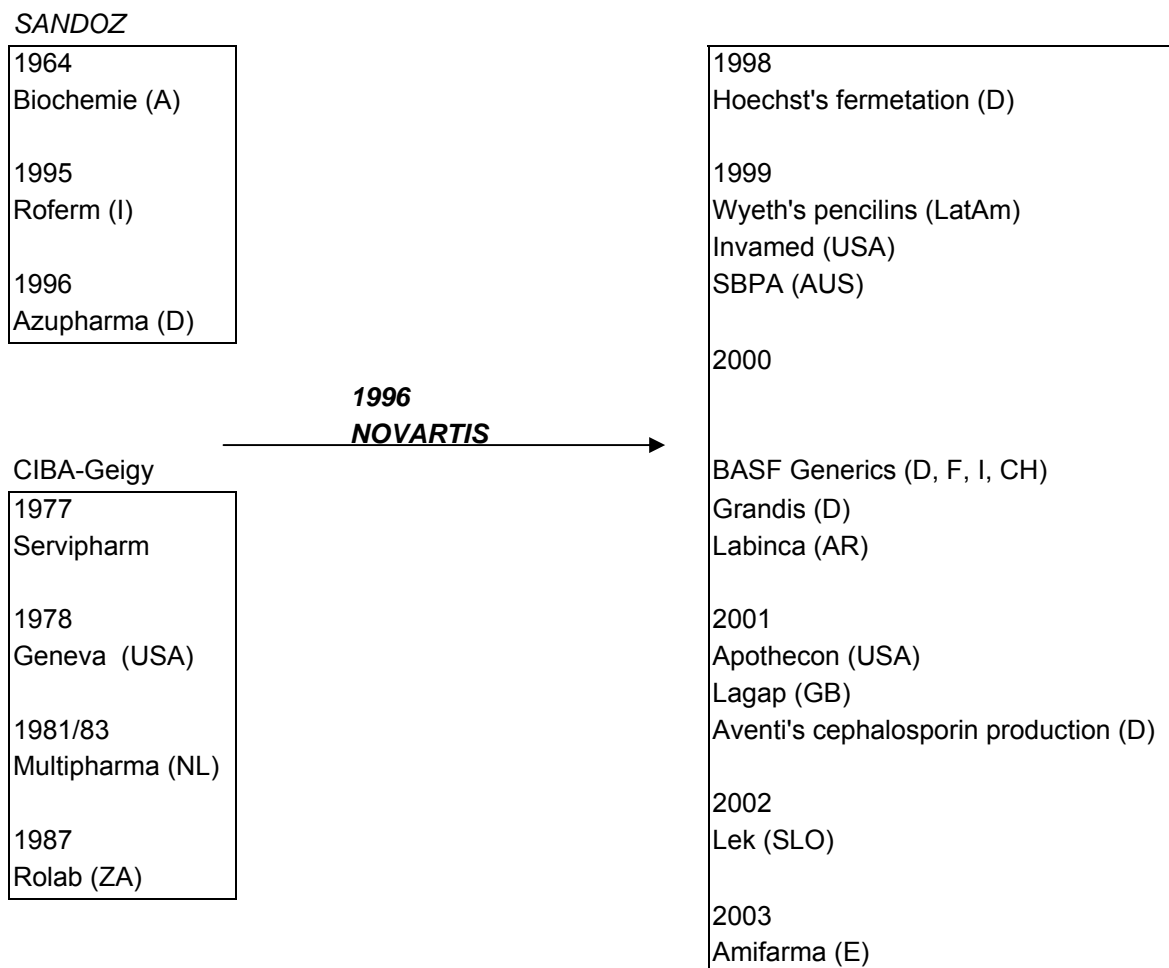 SANDOZ
1964
Biochemie (A)
1995
Roferm (I)
1996
Azupharma (D)
CIBA-Geigy
1977
Servipharm
1978
Geneva (USA)
1981/83
Multipharma (NL)
1987
Rolab (ZA)
1996
NOVARTIS
1998
Hoechst's fermetation (D)
1999
Wyeth's pencilins (LatAm)
Invamed (USA)
SBPA (AUS)
2000
BASF Generics (D, F, I, CH)
Grandis (D)
Labinca (AR)
2001
Apothecon (USA)
Lagap (GB)
Aventi's cephalosporin production (D)
2002
Lek (SLO)
2003
Amifarma (E)